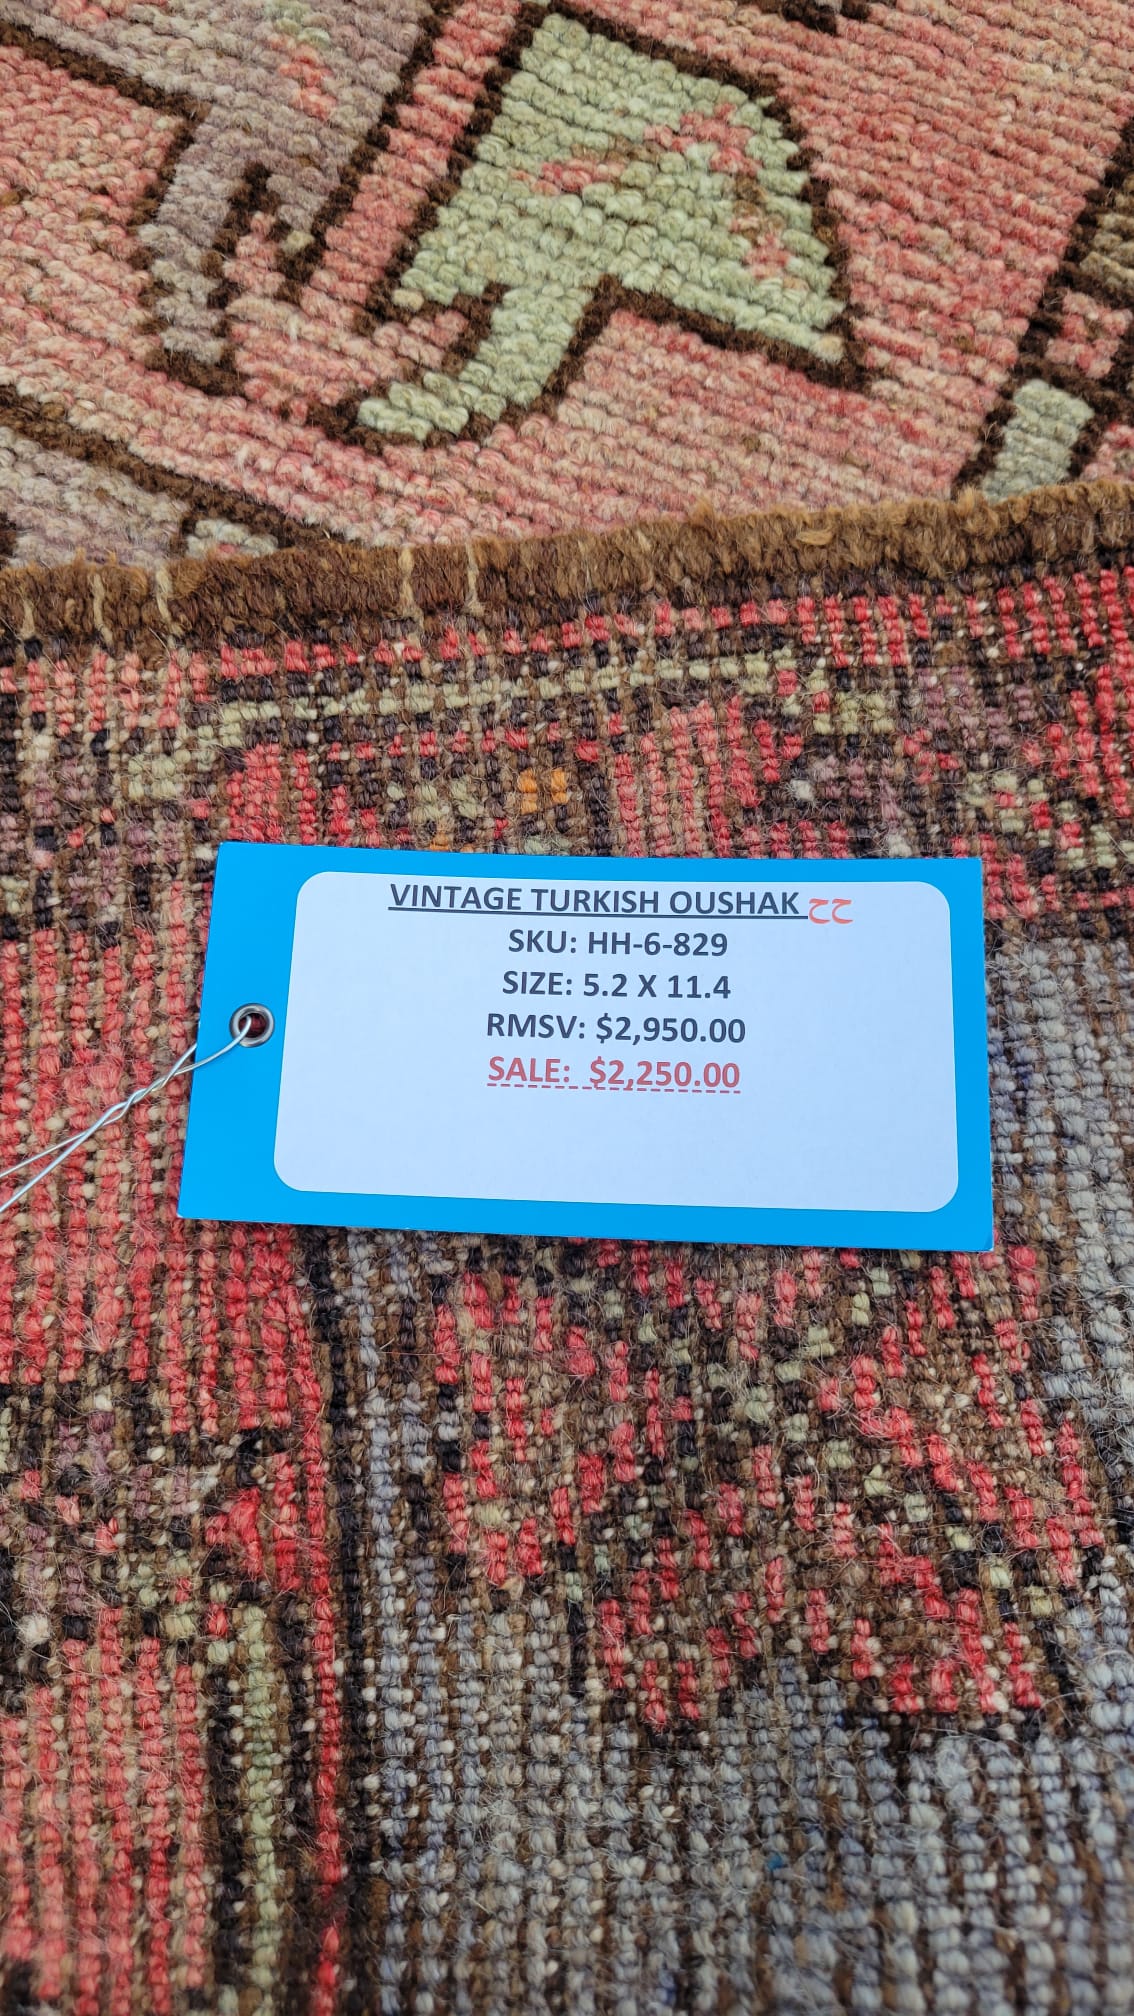 VINTAGE TURKISH OUSHAK حح
SKU: HH-6-829
SIZE: 5.2 X 11.4
RMSV: $2,950.00
SALE: $2,250.00